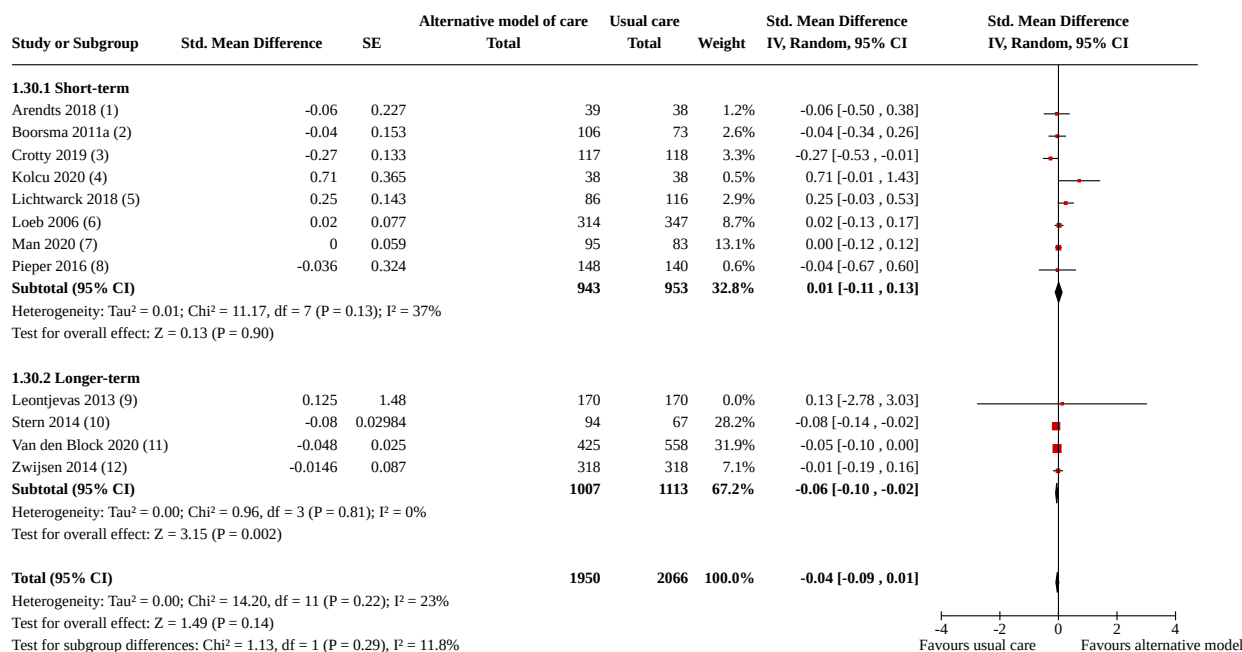 Alternative model of care Usual care Std. Mean Difference Std. Mean Difference
Study or Subgroup Std. Mean Difference SE Total Total Weight IV, Random, 95% CI IV, Random, 95% CI
1.30.1 Short-term
Arendts 2018 (1) -0.06 0.227 39 38 1.2% -0.06 [-0.50 , 0.38]
Boorsma 2011a (2) -0.04 0.153 106 73 2.6% -0.04 [-0.34 , 0.26]
Crotty 2019 (3) -0.27 0.133 117 118 3.3% -0.27 [-0.53 , -0.01]
Kolcu 2020 (4) 0.71 0.365 38 38 0.5% 0.71 [-0.01 , 1.43]
Lichtwarck 2018 (5) 0.25 0.143 86 116 2.9% 0.25 [-0.03 , 0.53]
Loeb 2006 (6) 0.02 0.077 314 347 8.7% 0.02 [-0.13 , 0.17]
Man 2020 (7) 0 0.059 95 83 13.1% 0.00 [-0.12 , 0.12]
Pieper 2016 (8) -0.036 0.324 148 140 0.6% -0.04 [-0.67 , 0.60]
Subtotal (95% CI) 943 953 32.8% 0.01 [-0.11 , 0.13]
Heterogeneity: Tau² = 0.01; Chi² = 11.17, df = 7 (P = 0.13); I² = 37%
Test for overall effect: Z = 0.13 (P = 0.90)
1.30.2 Longer-term
Leontjevas 2013 (9) 0.125 1.48 170 170 0.0% 0.13 [-2.78 , 3.03]
Stern 2014 (10) -0.08 0.02984 94 67 28.2% -0.08 [-0.14 , -0.02]
Van den Block 2020 (11) -0.048 0.025 425 558 31.9% -0.05 [-0.10 , 0.00]
Zwijsen 2014 (12) -0.0146 0.087 318 318 7.1% -0.01 [-0.19 , 0.16]
Subtotal (95% CI) 1007 1113 67.2% -0.06 [-0.10 , -0.02]
Heterogeneity: Tau² = 0.00; Chi² = 0.96, df = 3 (P = 0.81); I² = 0%
Test for overall effect: Z = 3.15 (P = 0.002)
Total (95% CI) 1950 2066 100.0% -0.04 [-0.09 , 0.01]
Heterogeneity: Tau² = 0.00; Chi² = 14.20, df = 11 (P = 0.22); I² = 23%
Test for overall effect: Z = 1.49 (P = 0.14) -4 -2 0 2 4
Test for subgroup differences: Chi² = 1.13, df = 1 (P = 0.29), I² = 11.8% Favours usual care Favours alternative model